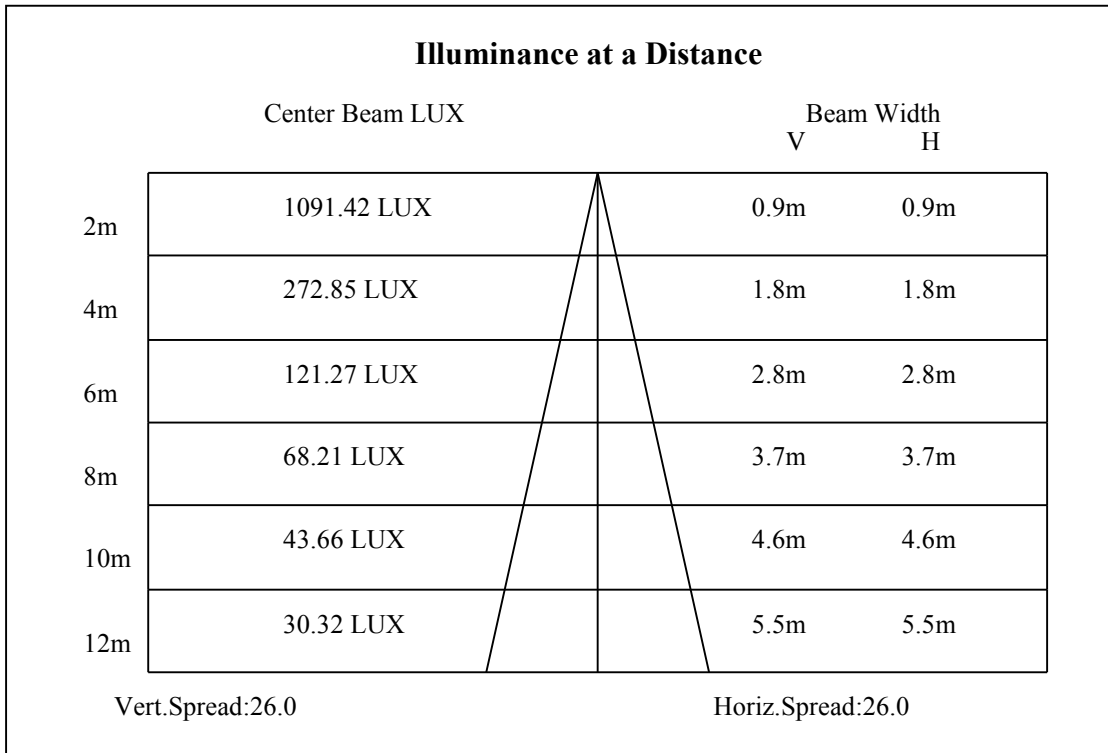 Illuminance at a Distance
Center Beam LUX Beam Width
V H
2m 1091.42 LUX 0.9m 0.9m
4m 272.85 LUX 1.8m 1.8m
6m 121.27 LUX 2.8m 2.8m
8m 68.21 LUX 3.7m 3.7m
10m 43.66 LUX 4.6m 4.6m
12m 30.32 LUX 5.5m 5.5m
Vert.Spread:26.0 Horiz.Spread:26.0